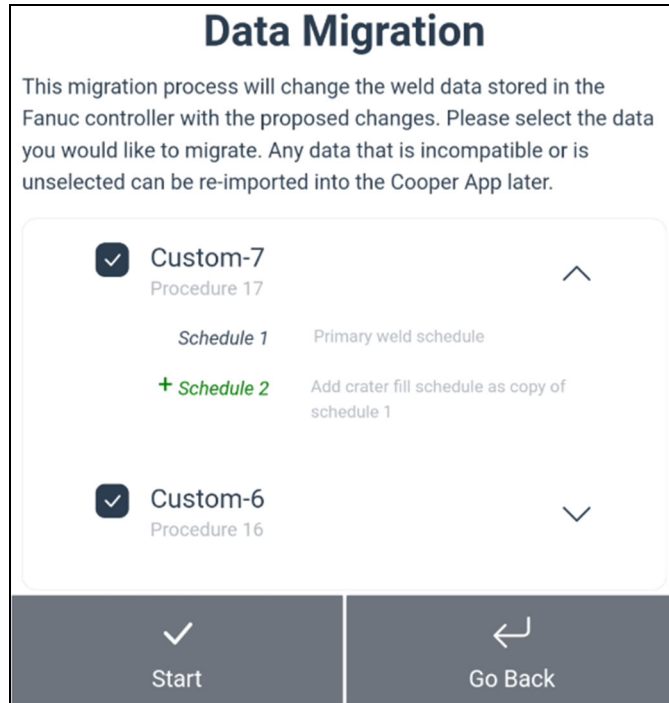 Data Migration
This migration process will change the weld data stored in the
Fanuc controller with the proposed changes. Please select the data
you would like to migrate. Any data that is incompatible or is
unselected can be re-imported into the Cooper App later.
Custom-7
Procedure 17
Schedule 1 Primary weld schedule
+ Schedule 2 Add crater fill schedule as copy of
schedule 1
Custom-6
Procedure 16
Start Go Back